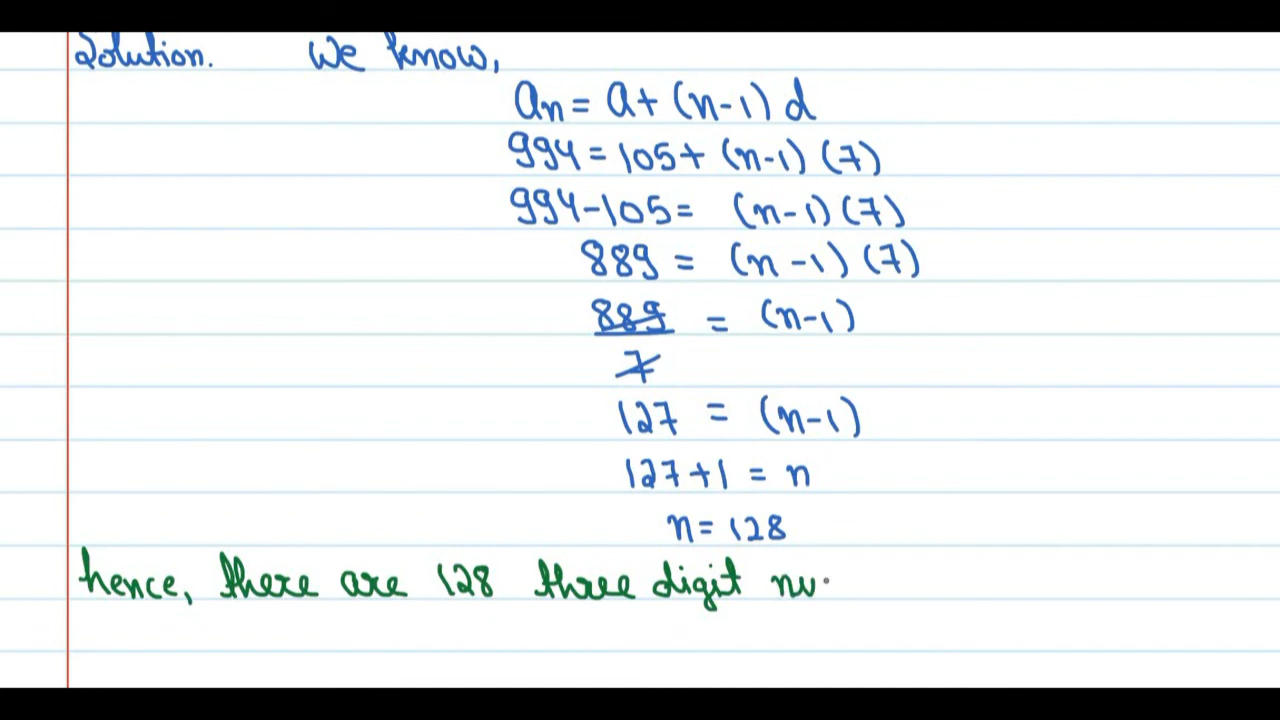 Solution. We know,
an = a + (n-1) d
994 = 105 + (n-1) (7)
994-105 = (n-1) (7)
889 = (n-1) (7)
889
7
= (n-1)
127 = (n-1)
127+1 = n
n = 128
hence, there are 128 three digit nu